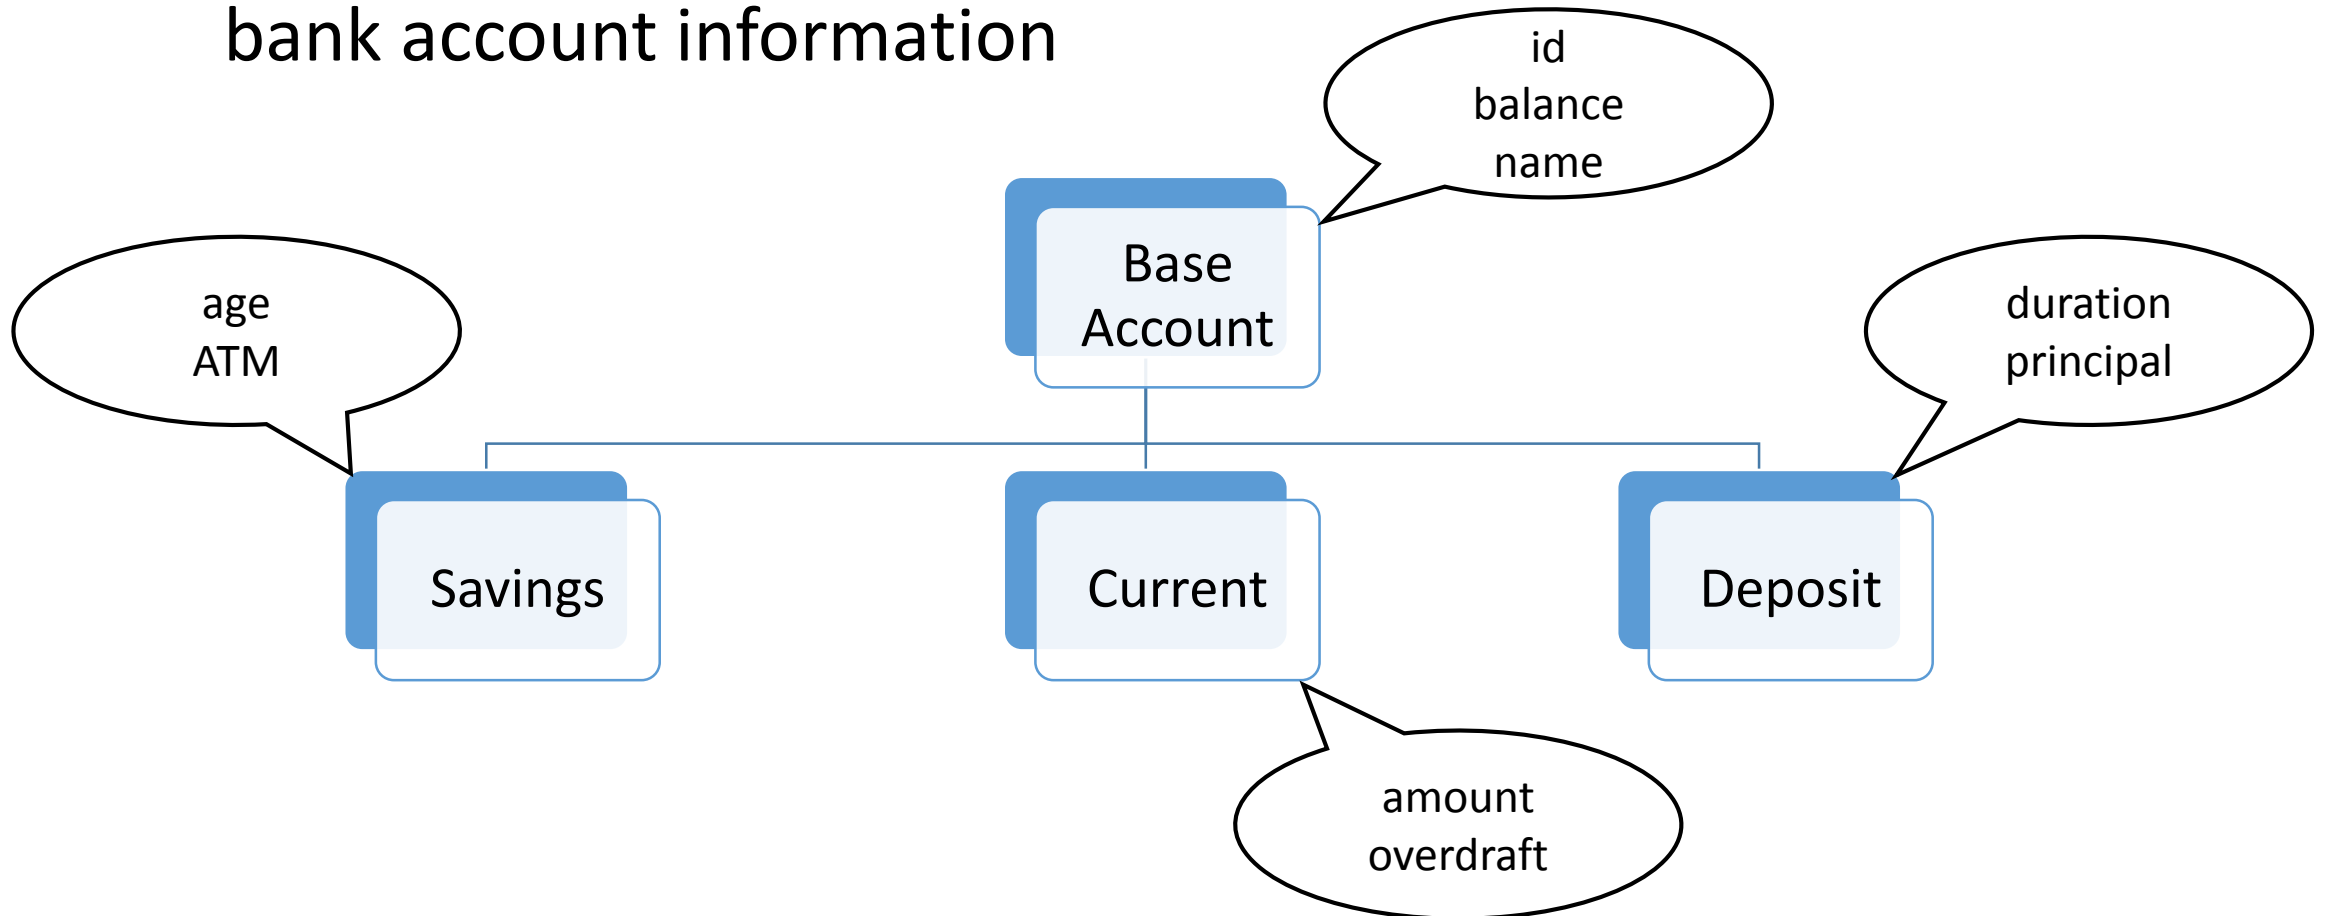 bank account information
id
balance
name
Base
Account
age
ATM
duration
principal
Savings
Current
Deposit
amount
overdraft